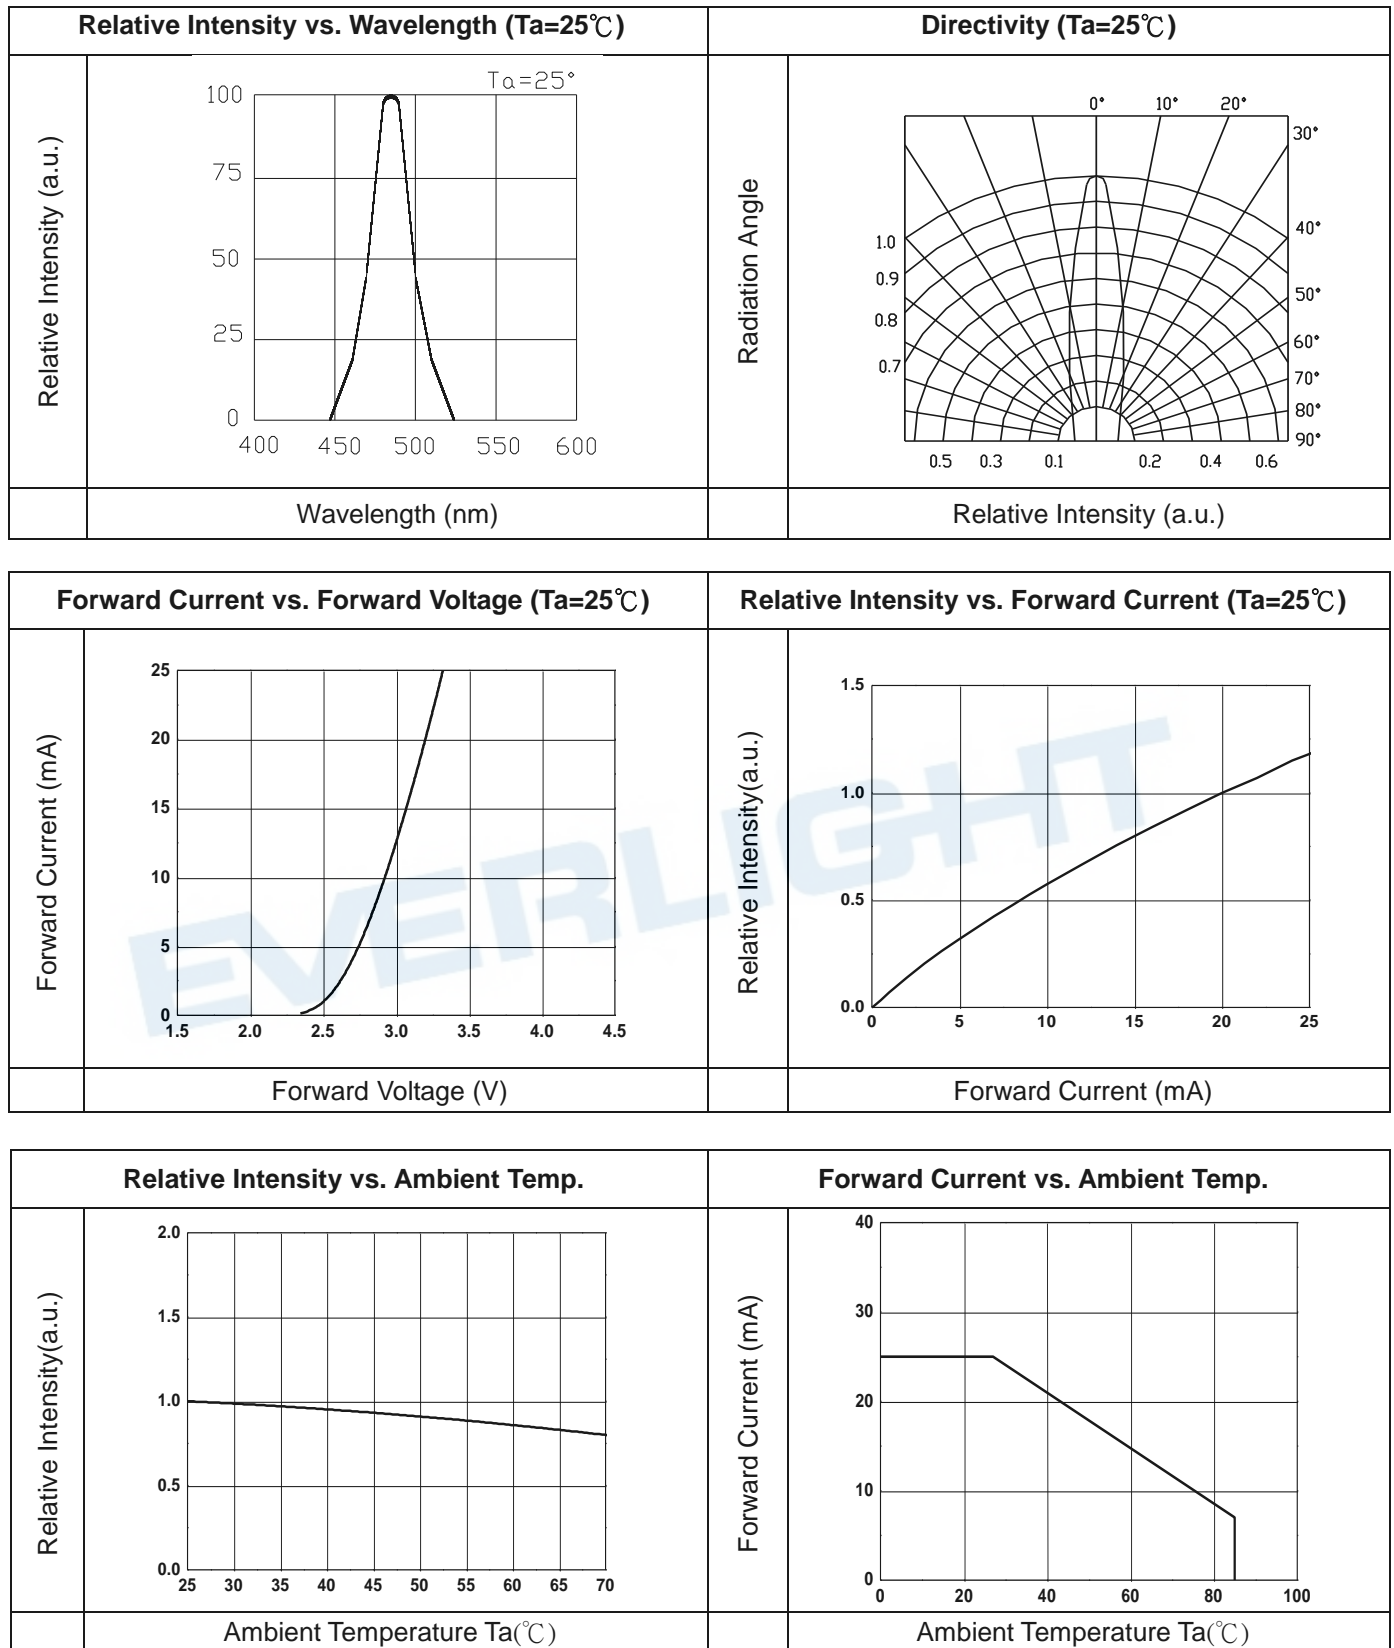 Relative Intensity vs. Wavelength (Ta=25℃)
Directivity (Ta=25℃)
Relative Intensity (a.u.)
Ta=25°
100
75
50
25
0
400 450 500 550 600
Wavelength (nm)
Radiation Angle
0° 10° 20°
30°
40°
50°
60°
70°
80°
90°
1.0
0.9
0.8
0.7
0.5 0.3 0.1 0.2 0.4 0.6
Relative Intensity (a.u.)
Forward Current vs. Forward Voltage (Ta=25℃)
Relative Intensity vs. Forward Current (Ta=25℃)
Forward Current (mA)
25
20
15
10
5
0
1.5 2.0 2.5 3.0 3.5 4.0 4.5
Forward Voltage (V)
Relative Intensity(a.u.)
1.5
1.0
0.5
0.0
0 5 10 15 20 25
Forward Current (mA)
EVERLIGHT
Relative Intensity vs. Ambient Temp.
Forward Current vs. Ambient Temp.
Relative Intensity(a.u.)
2.0
1.5
1.0
0.5
0.0
25 30 35 40 45 50 55 60 65 70
Ambient Temperature Ta(℃)
Forward Current (mA)
40
30
20
10
0
0 20 40 60 80 100
Ambient Temperature Ta(℃)